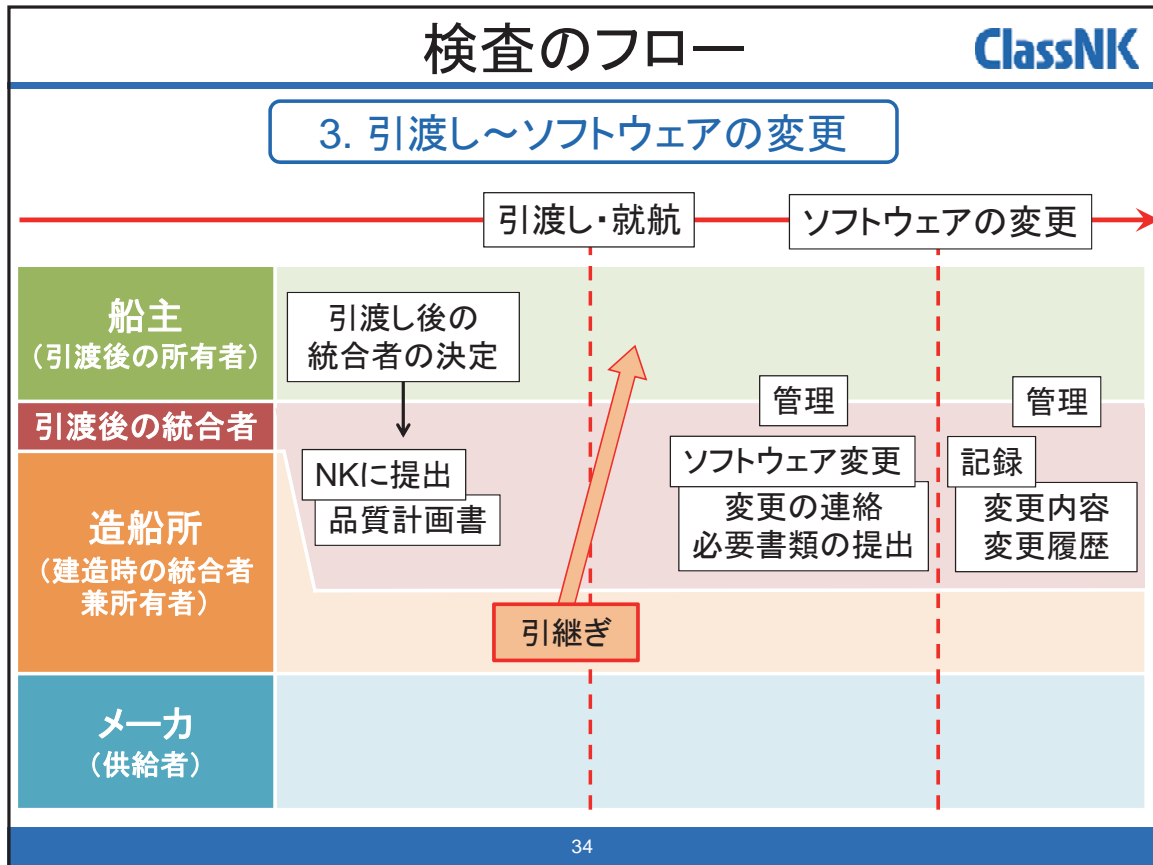 検査のフロー
ClassNK
3. 引渡し～ソフトウェアの変更
引渡し・就航
ソフトウェアの変更
船主
（引渡後の所有者）
引渡し後の
統合者の決定
引渡後の統合者
管理
管理
NKに提出
品質計画書
ソフトウェア変更
変更の連絡
必要書類の提出
記録
変更内容
変更履歴
造船所
（建造時の統合者
兼所有者）
引継ぎ
メーカ
（供給者）
34